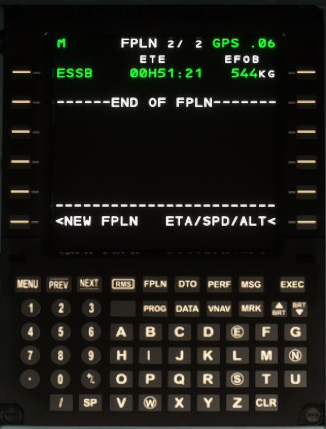 M FPLN 2/ 2 GPS .06
ETE EFOB
ESSB 00H51:21 544KG
------END OF FPLN-------
<NEW FPLN ETA/SPD/ALT<
MENU PREV NEXT RMS FPLN DTO PERF MSG EXEC
1 2 3 PROG DATA VNAV MRK BRT BRT
4 5 6 A B C D E F G
7 8 9 H I J K L M N
. 0 +/- O P Q R S T U
/ SP V W X Y Z CLR